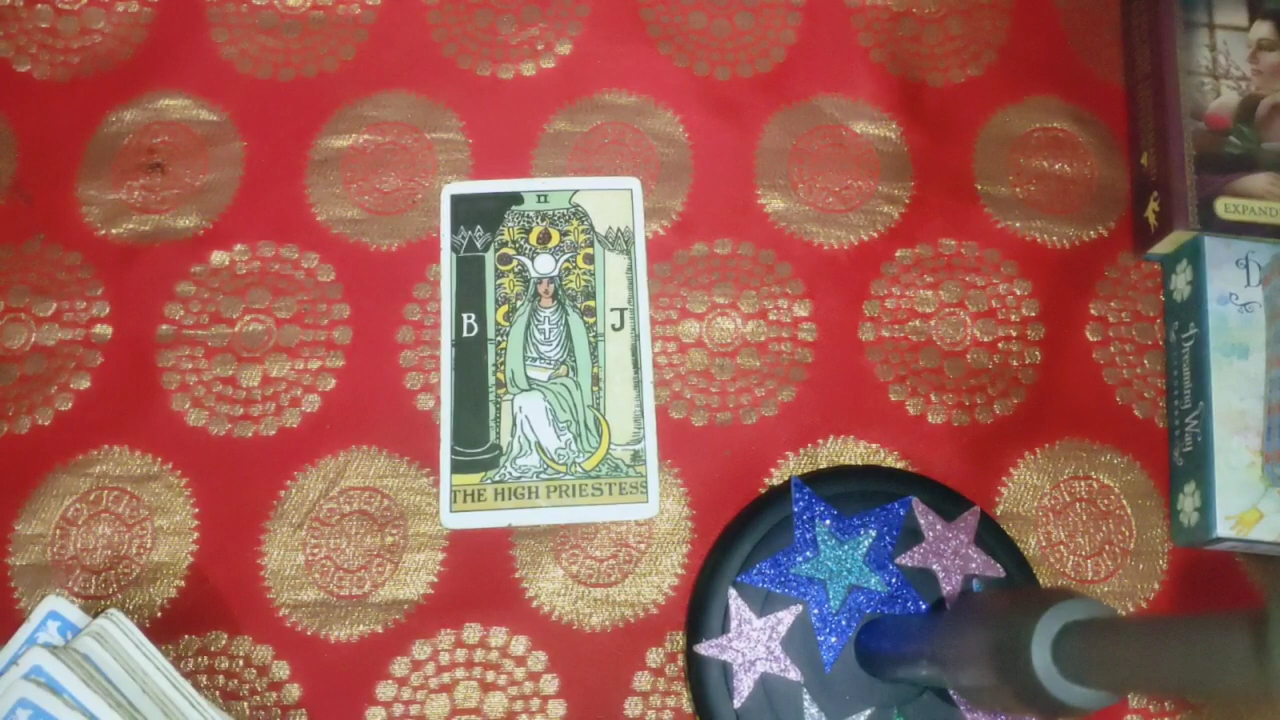 II
B
J
THE HIGH PRIESTESS
EXPAND
Dreaming Way